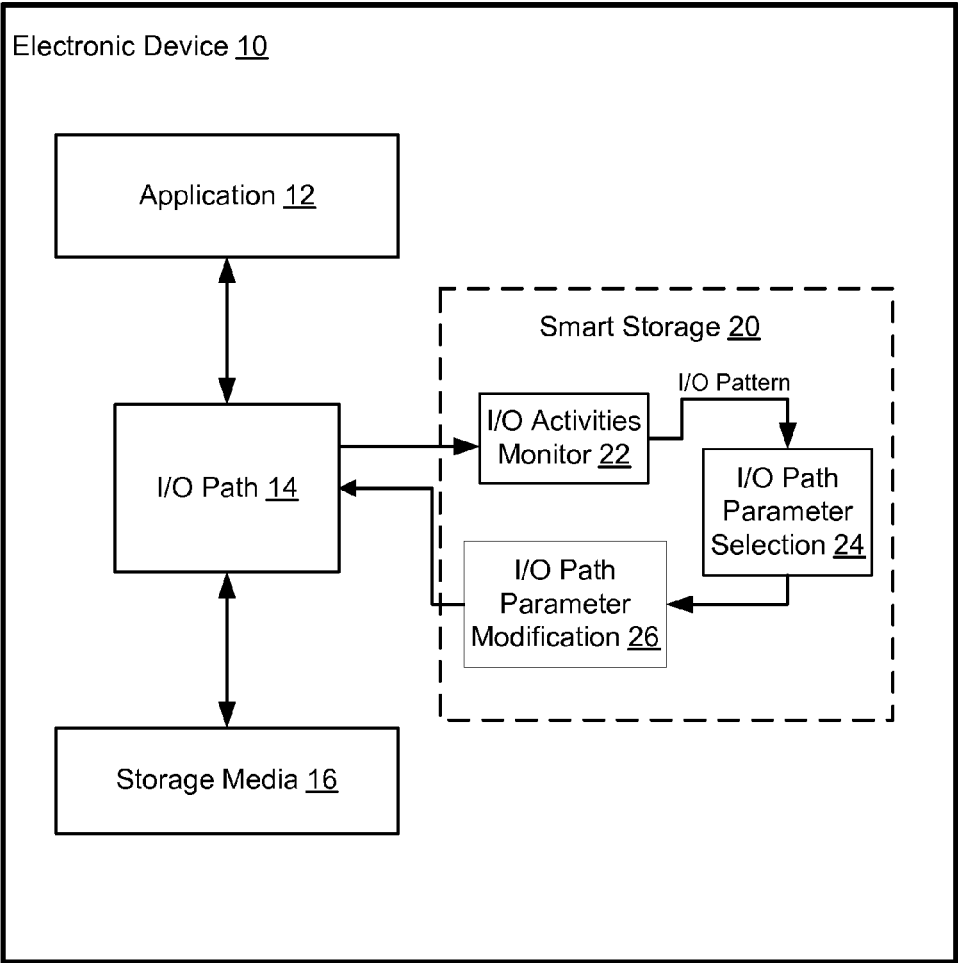 Electronic Device 10
Application 12
Smart Storage 20
I/O Pattern
I/O Activities
Monitor 22
I/O Path 14
I/O Path
Parameter
Selection 24
I/O Path
Parameter
Modification 26
Storage Media 16